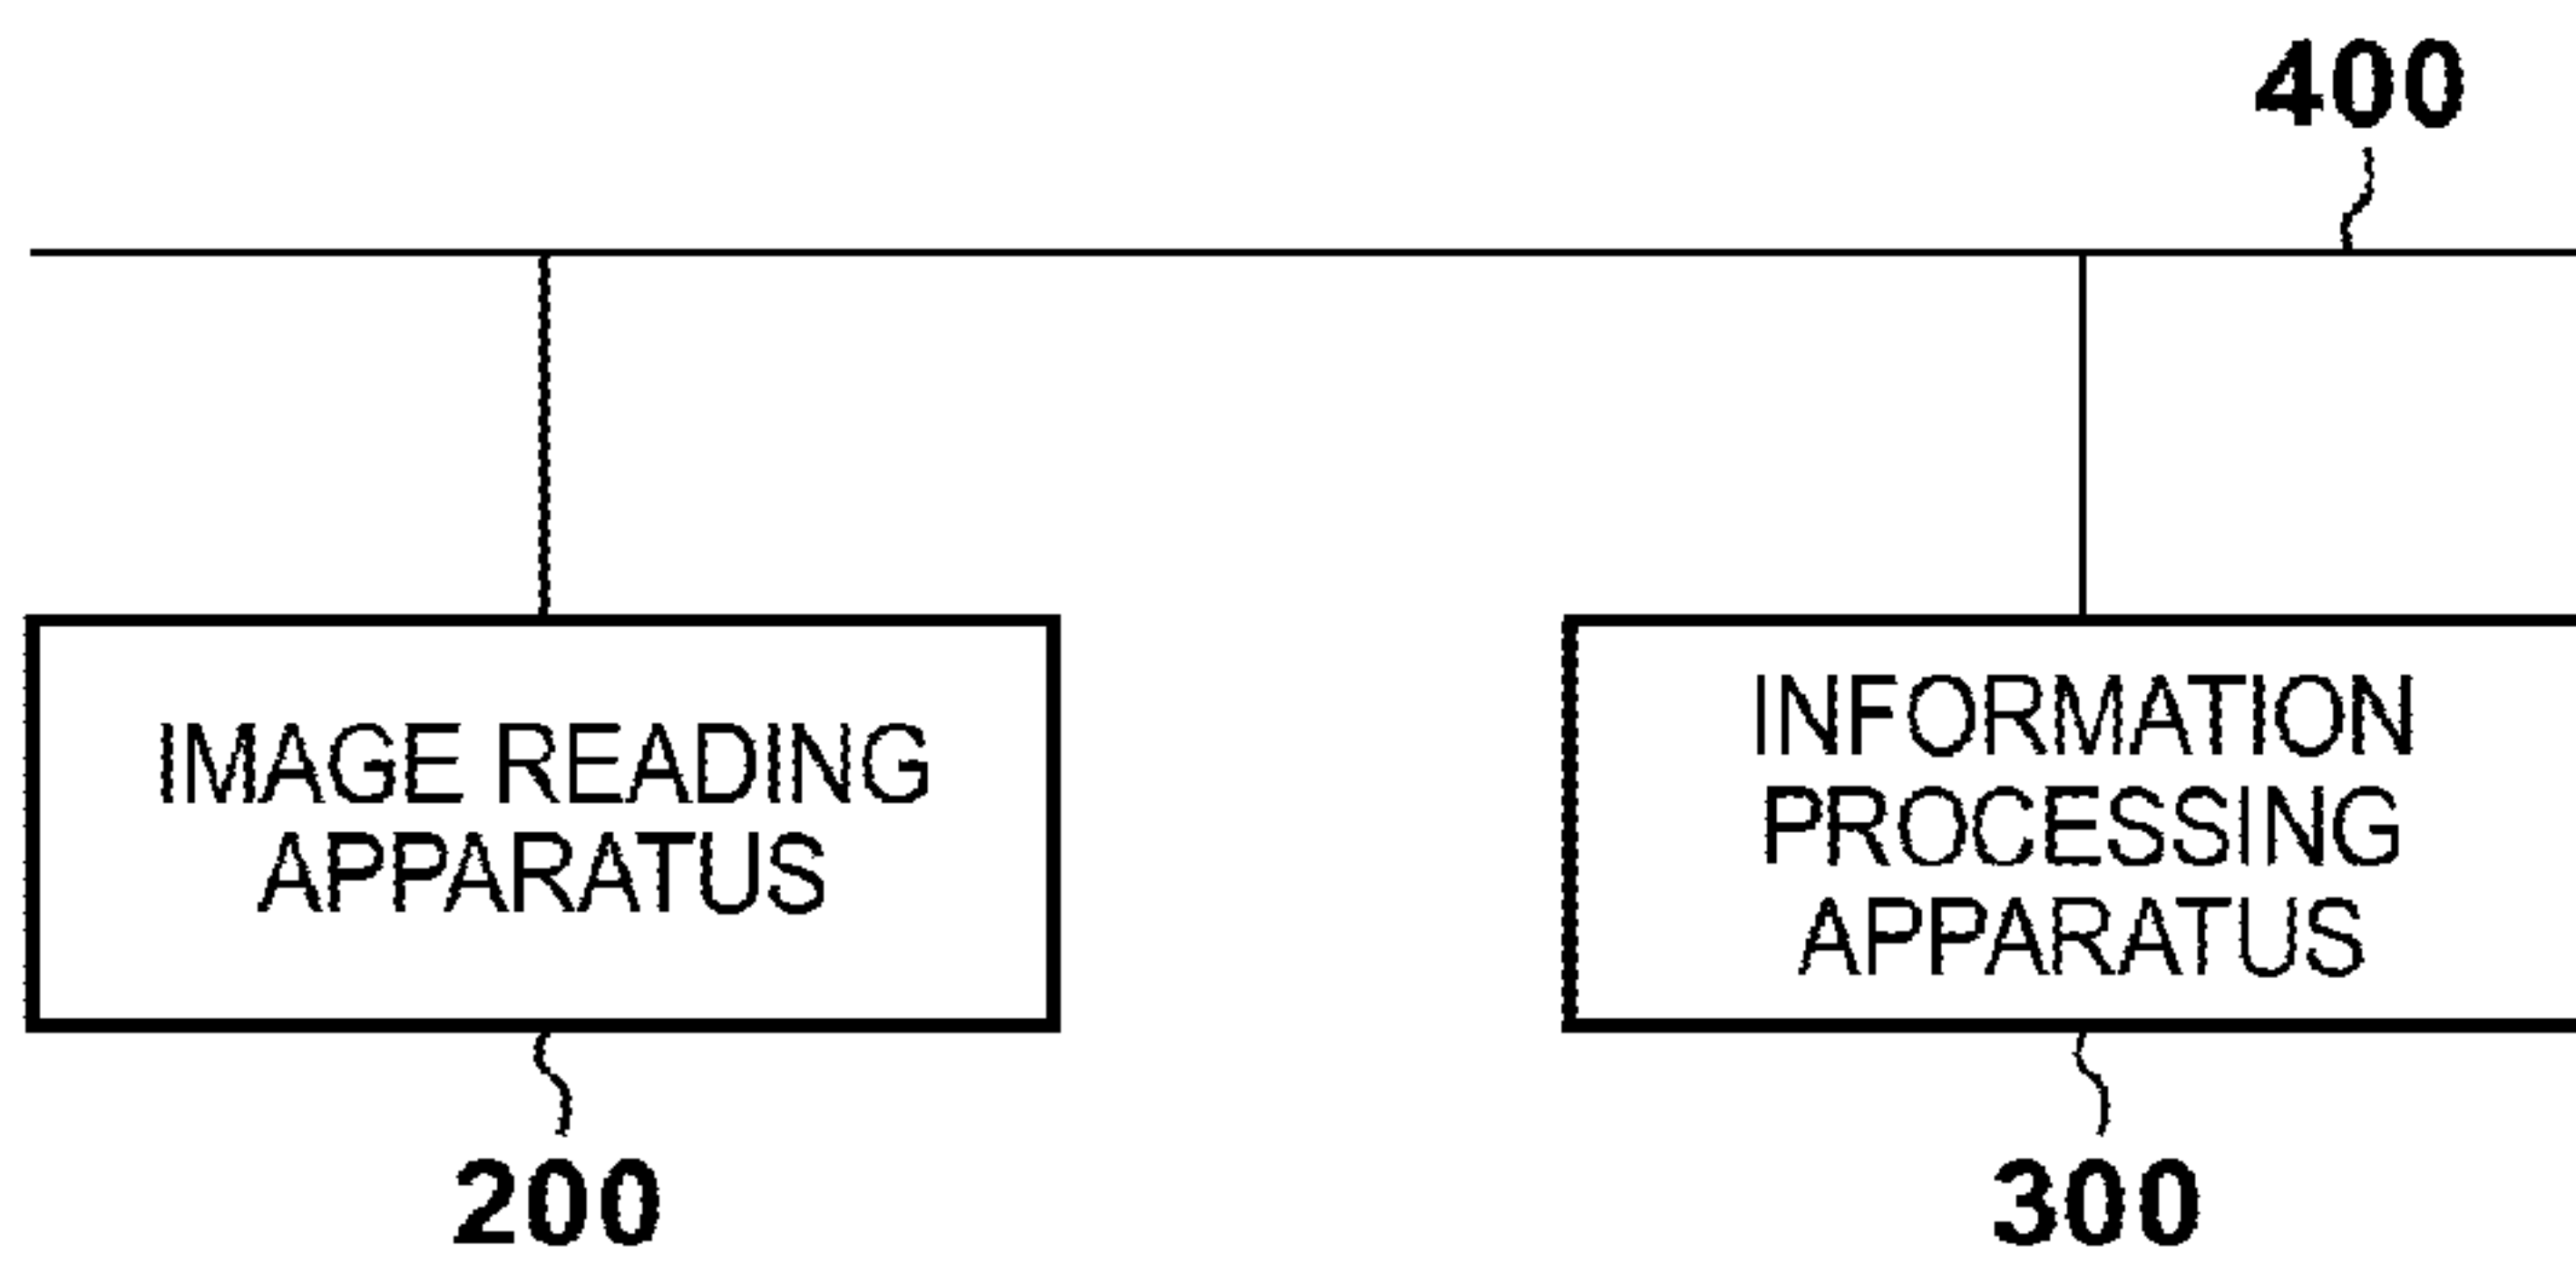 400
IMAGE READING
APPARATUS
200
INFORMATION
PROCESSING
APPARATUS
300